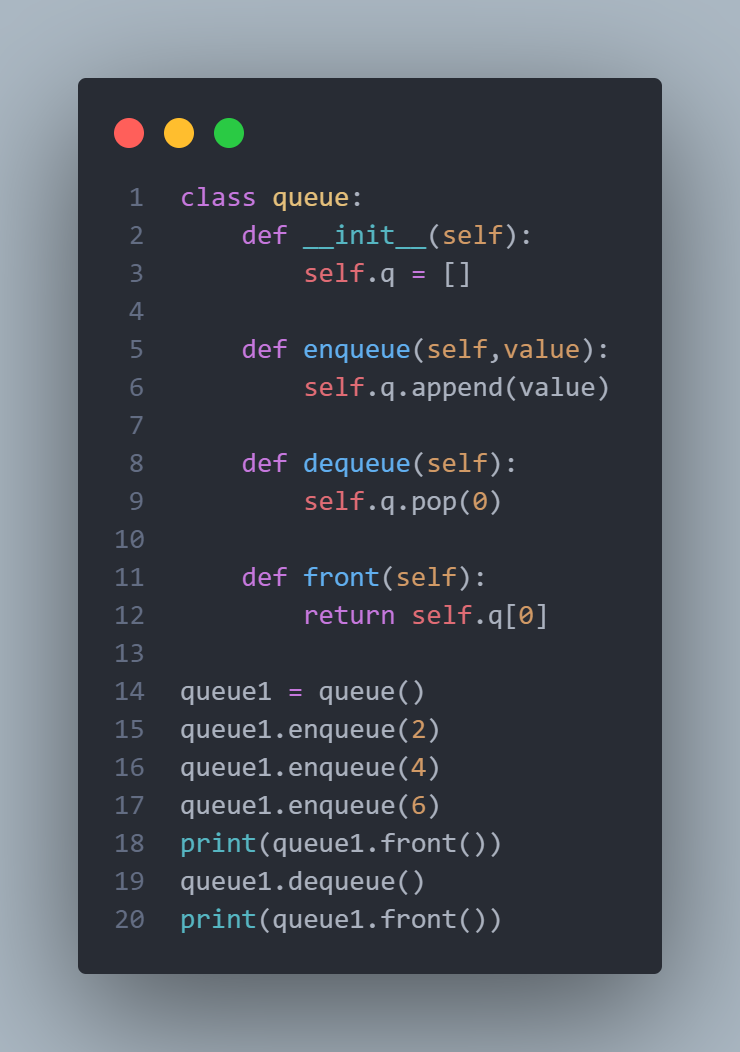 1 class queue:
2     def __init__(self):
3         self.q = []
4
5     def enqueue(self,value):
6         self.q.append(value)
7
8     def dequeue(self):
9         self.q.pop(0)
10
11     def front(self):
12         return self.q[0]
13
14 queue1 = queue()
15 queue1.enqueue(2)
16 queue1.enqueue(4)
17 queue1.enqueue(6)
18 print(queue1.front())
19 queue1.dequeue()
20 print(queue1.front())